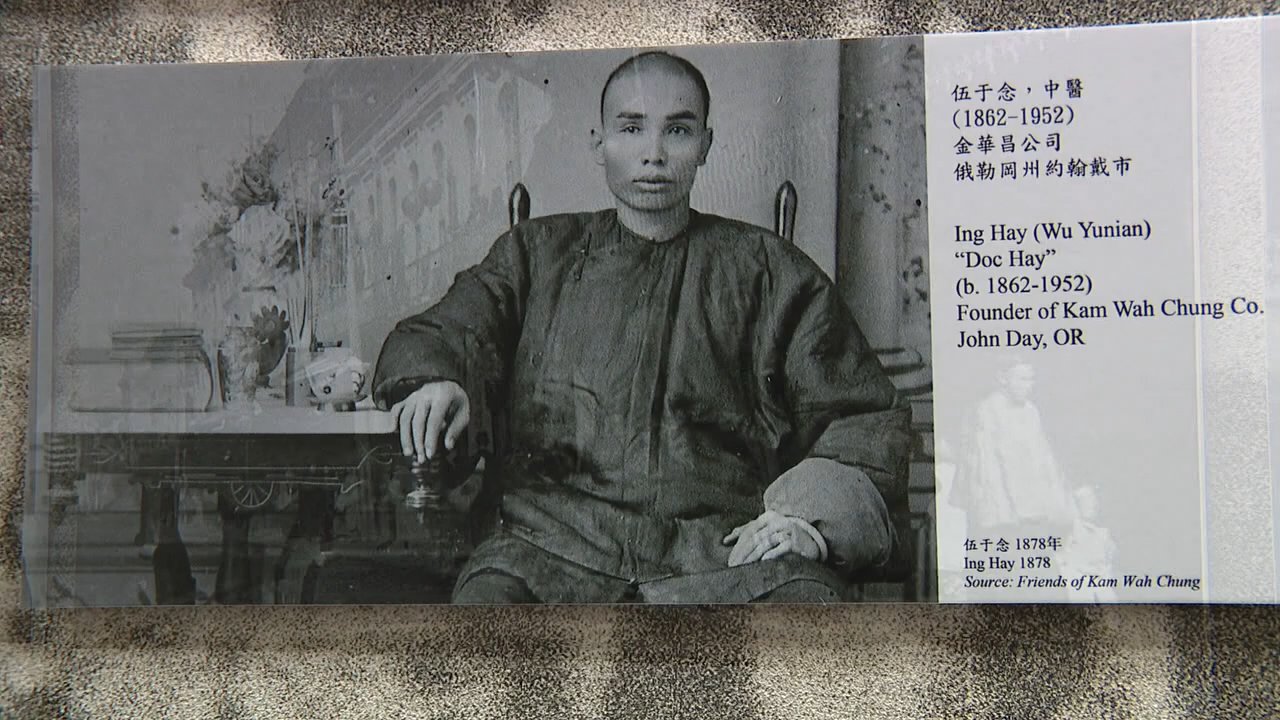 伍于念，中醫
(1862-1952)
金華昌公司
俄勒岡州約翰戴市
Ing Hay (Wu Yunian)
“Doc Hay”
(b. 1862-1952)
Founder of Kam Wah Chung Co.
John Day, OR
伍于念 1878年
Ing Hay 1878
Source: Friends of Kam Wah Chung